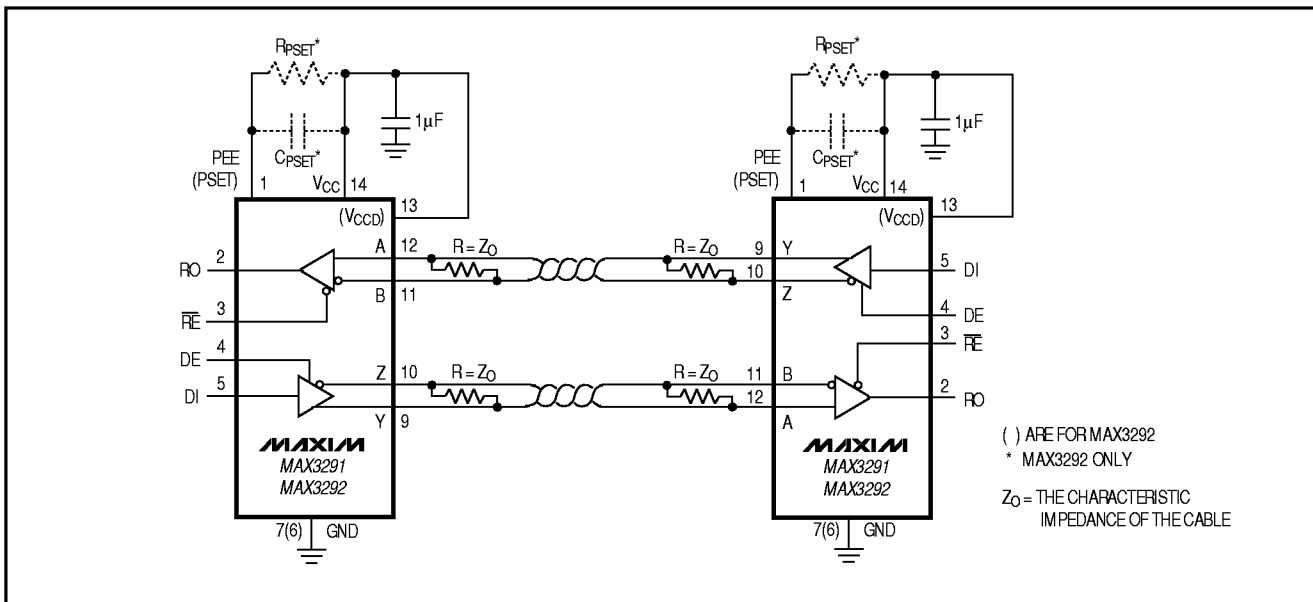 RPSET*
RPSET*
1µF
1µF
CPSET*
CPSET*
PEE
(PSET)
1
VCC
14
13
(VCCD)
PEE
(PSET)
1
VCC
14
13
(VCCD)
RO
2
A
12
R = ZO
R = ZO
9
Y
5
DI
B
11
10
Z
RE
3
4
DE
DE
4
3
RE
DI
5
Z
10
R = ZO
R = ZO
11
B
2
RO
Y
9
12
A
MAXIM
MAX3291
MAX3292
MAXIM
MAX3291
MAX3292
7(6)
GND
7(6)
GND
( ) ARE FOR MAX3292
* MAX3292 ONLY
ZO = THE CHARACTERISTIC
IMPEDANCE OF THE CABLE